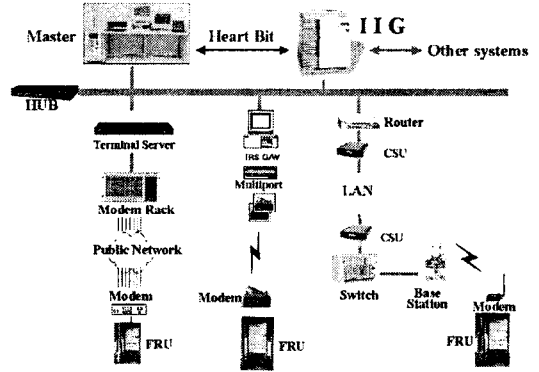 Master
Heart Bit
IIG
Other systems
HUB
Terminal Server
Modem Rack
Public Network
Modem
FRU
TRS G/W
Multiport
Modem
FRU
Router
CSU
LAN
CSU
Switch
Base
Station
Modem
FRU